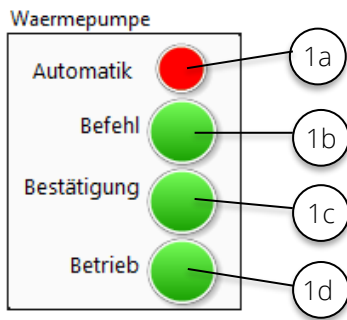 Waermepumpe
Automatik
1a
Befehl
1b
Bestätigung
1c
Betrieb
1d